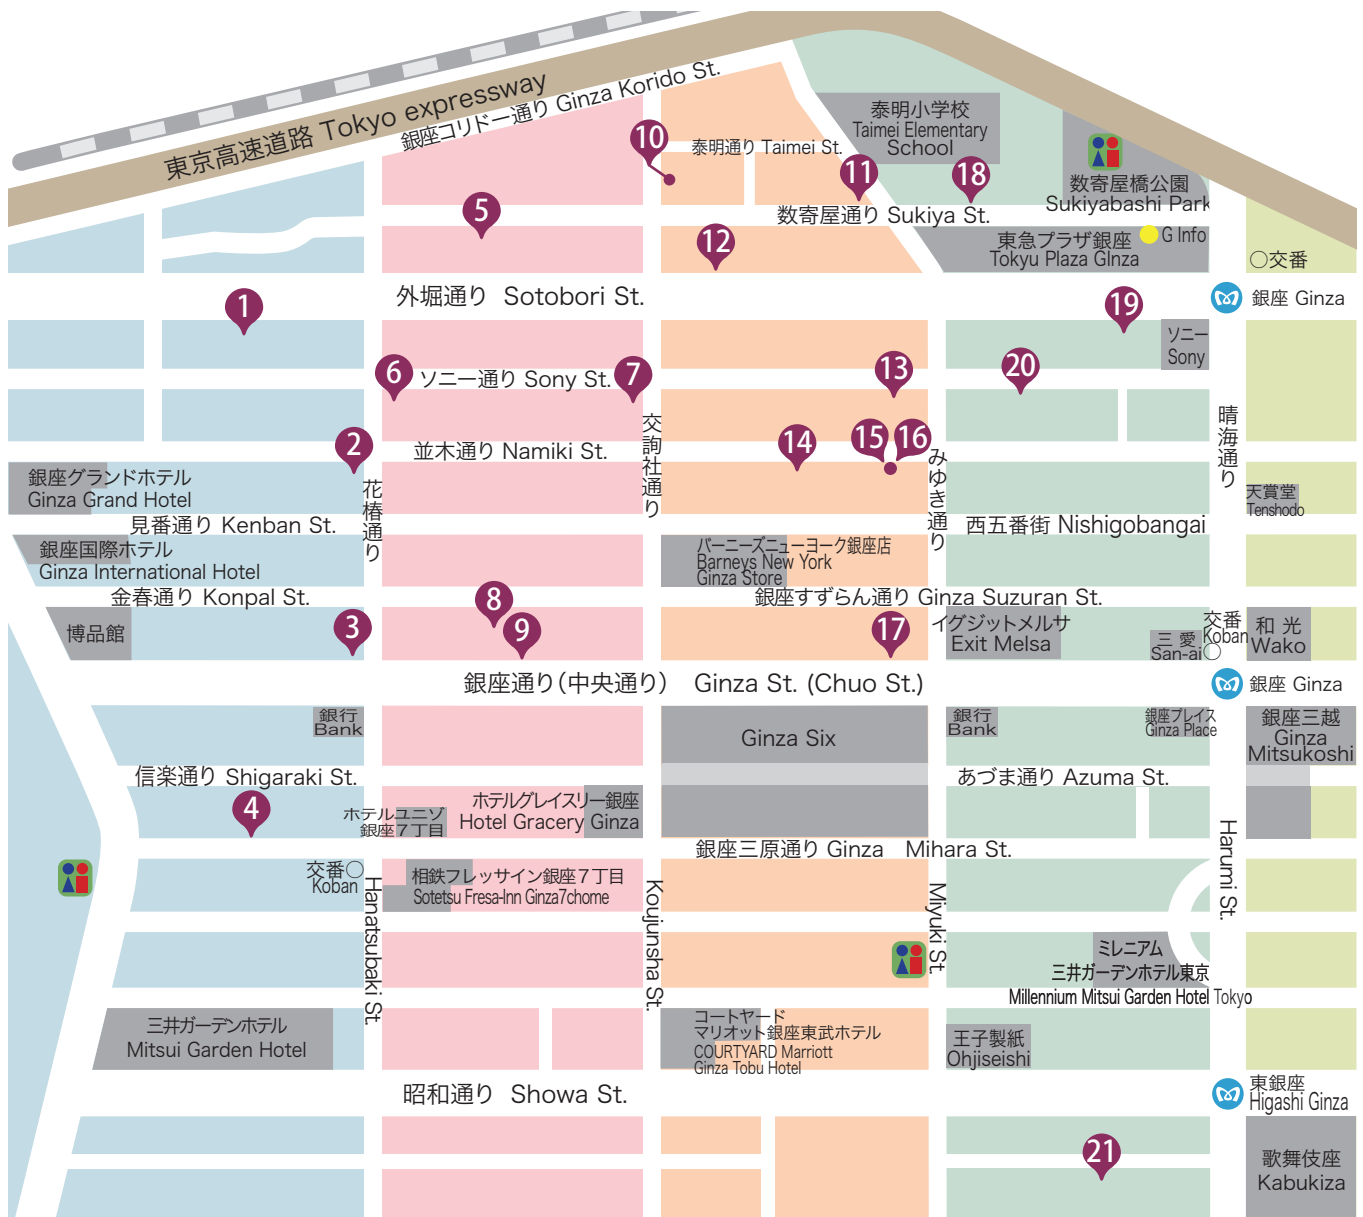 東京高速道路 Tokyo expressway
銀座コリドー通り Ginza Korido St.
泰明小学校
Taimei Elementary
School
10
泰明通り Taimei St.
11
18
数寄屋橋公園
Sukiyabashi Park
5
数寄屋通り Sukiya St.
12
東急プラザ銀座
Tokyu Plaza GInza
G Info
〇交番
外堀通り Sotobori St.
銀座 Ginza
1
19
ソニー
Sony
6
ソニー通り Sony St.
7
13
20
2
並木通り Namiki St.
交詢社通り
14
15
16
晴海通り
みゆき通り
花椿通り
銀座グランドホテル
Ginza Grand Hotel
天賞堂
Tenshodo
見番通り Kenban St.
西五番街 Nishigobangai
銀座国際ホテル
Ginza International Hotel
バーニーズニューヨーク銀座店
Barneys New York
Ginza Store
金春通り Konpal St.
銀座すずらん通り Ginza Suzuran St.
8
9
3
17
博品館
イグジットメルサ
Exit Melsa
三 愛
San-ai〇
交番
Koban
和 光
Wako
銀座通り(中央通り) Ginza St. (Chuo St.)
銀座 Ginza
銀行
Bank
Ginza Six
銀行
Bank
銀座プレイス
Ginza Place
銀座三越
Ginza
Mitsukoshi
信楽通り Shigaraki St.
あづま通り Azuma St.
4
ホテルユニゾ
銀座７丁目
ホテルグレイスリー銀座
Hotel Gracery Ginza
銀座三原通り Ginza Mihara St.
交番〇
Koban
相鉄フレッサイン銀座７丁目
Sotetsu Fresa-Inn Ginza7chome
Hanatsubaki St.
Koujunsha St.
Miyuki St.
Harumi St.
ミレニアム
三井ガーデンホテル東京
Millennium Mitsui Garden Hotel Tokyo
三井ガーデンホテル
Mitsui Garden Hotel
コートヤード
マリオット銀座東武ホテル
COURTYARD Marriott
Ginza Tobu Hotel
王子製紙
Ohjiseishi
昭和通り Showa St.
東銀座
Higashi Ginza
21
歌舞伎座
Kabukiza